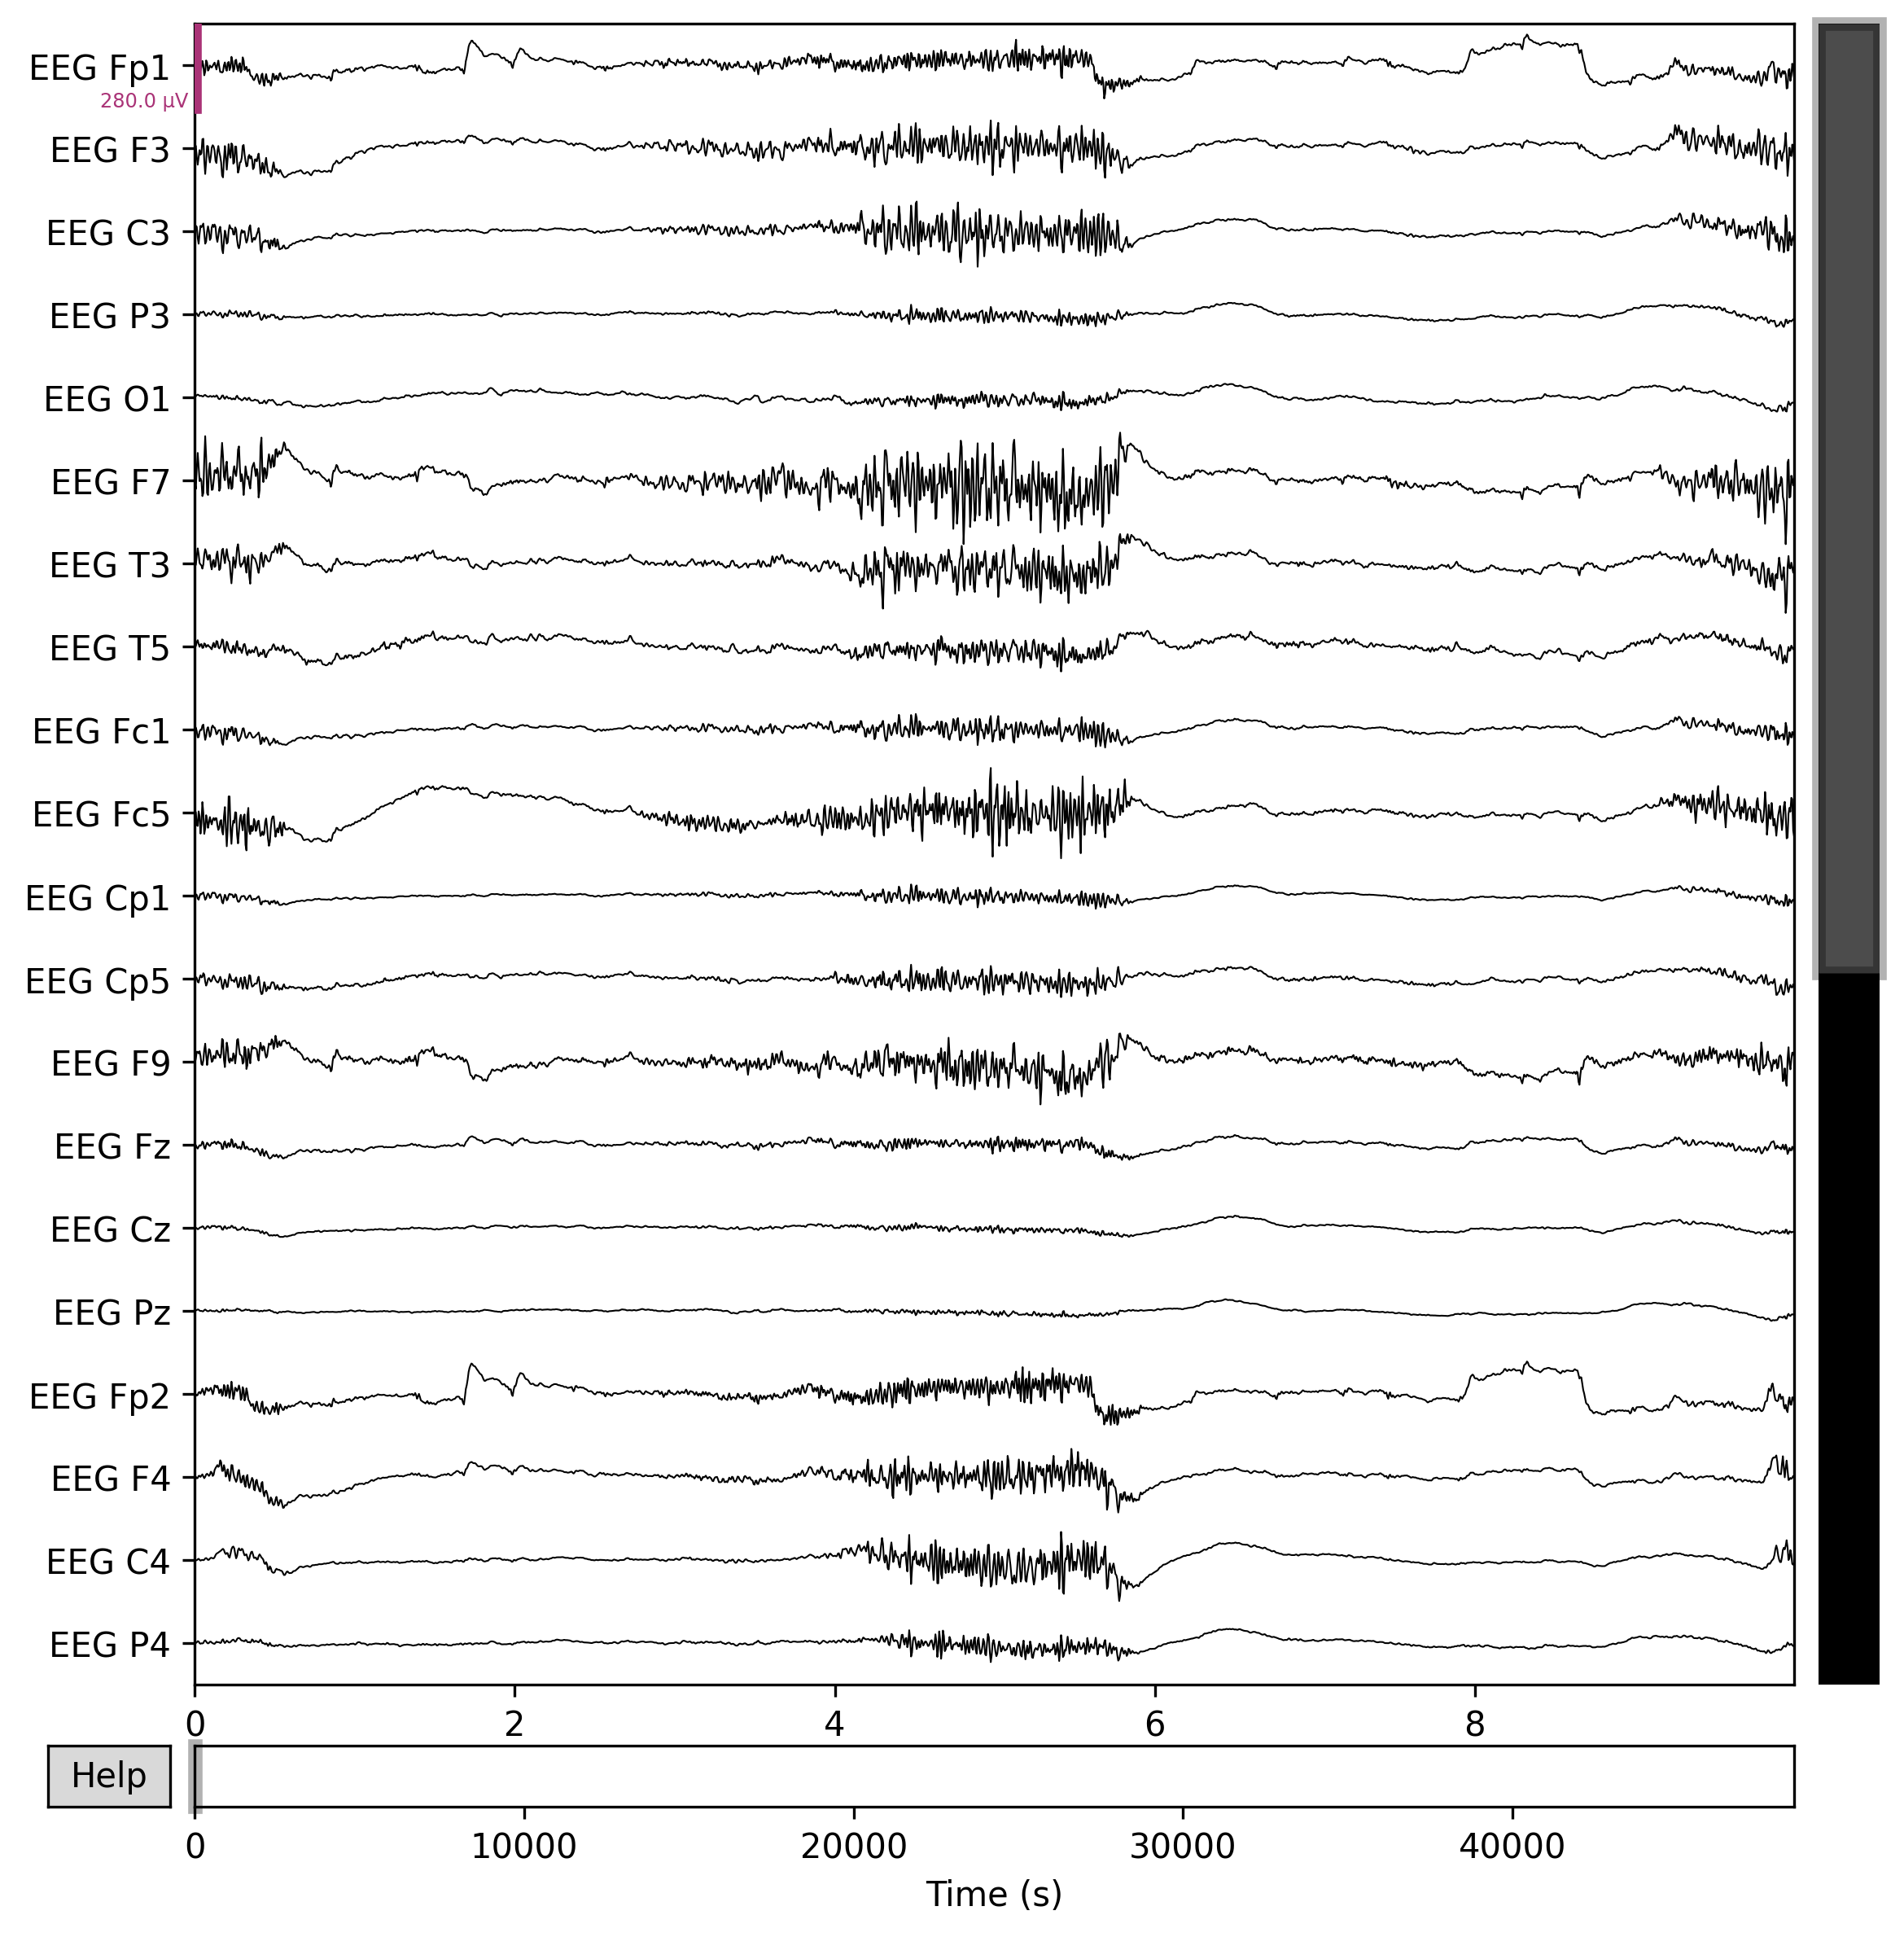 EEG Fp1
280.0 µV
EEG F3
EEG C3
EEG P3
EEG O1
EEG F7
EEG T3
EEG T5
EEG Fc1
EEG Fc5
EEG Cp1
EEG Cp5
EEG F9
EEG Fz
EEG Cz
EEG Pz
EEG Fp2
EEG F4
EEG C4
EEG P4
0 2 4 6 8
Help
0 10000 20000 30000 40000
Time (s)